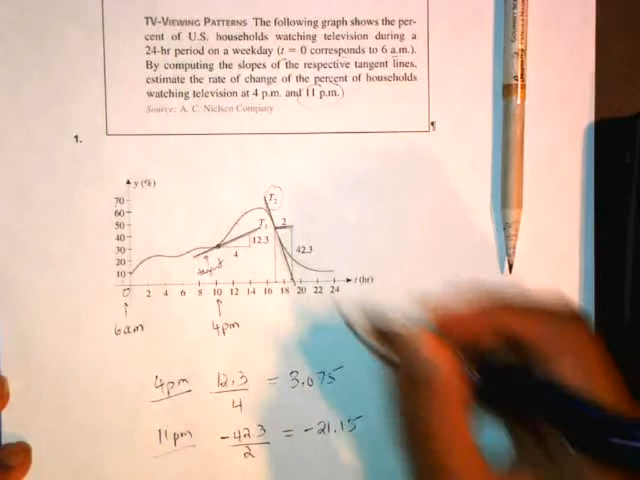 TV-VIEWING PATTERNS The following graph shows the per-
cent of U.S. households watching television during a
24-hr period on a weekday (t = 0 corresponds to 6 a.m.).
By computing the slopes of the respective tangent lines,
estimate the rate of change of the percent of households
watching television at 4 p.m. and 11 p.m.)
Source: A. C. Nielsen Company
1.
y (%)
70
60
50
40
30
20
10
T2
T1
2
12.3
42.3
4
tangent
t (hr)
0 2 4 6 8 10 12 14 16 18 20 22 24
6am
4pm
4pm 12.3/4 = 3.075
11pm -42.3/2 = -21.15